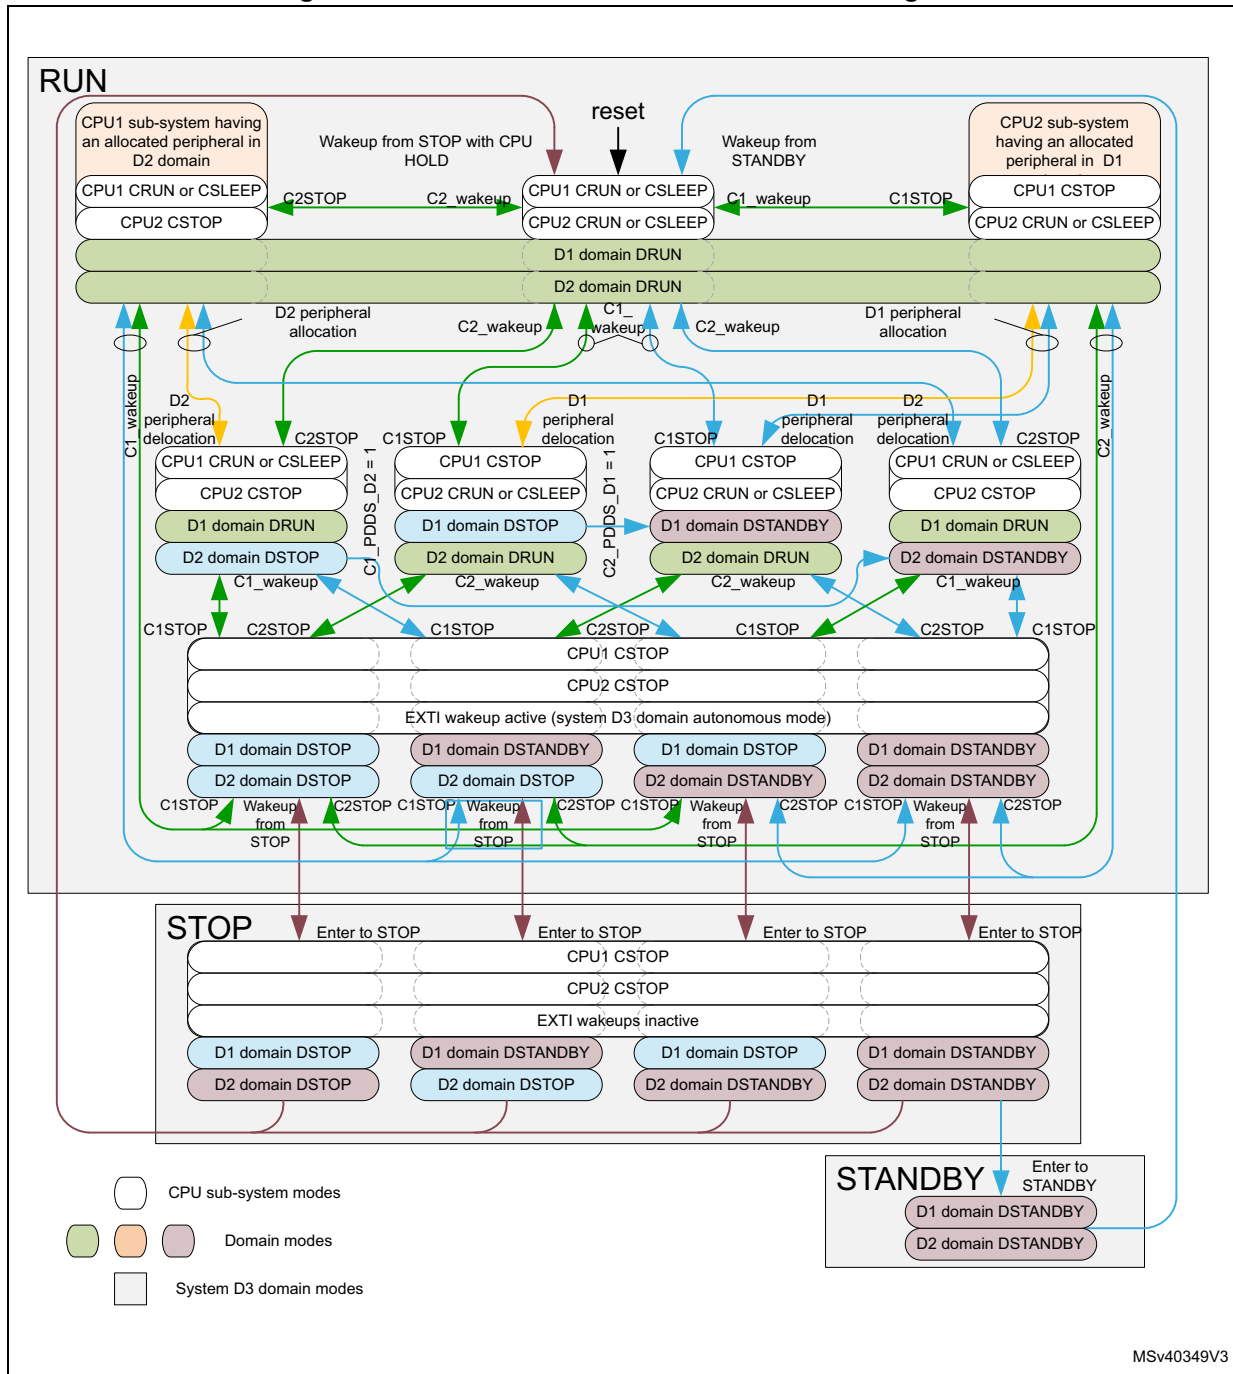 RUN
reset
CPU1 sub-system having
an allocated peripheral in
D2 domain
Wakeup from STOP with CPU
HOLD
Wakeup from
STANDBY
CPU2 sub-system
having an allocated
peripheral in D1
CPU1 CRUN or CSLEEP
CPU2 CSTOP
C2STOP
C2_wakeup
CPU1 CRUN or CSLEEP
CPU2 CRUN or CSLEEP
C1_wakeup
C1STOP
CPU1 CSTOP
CPU2 CRUN or CSLEEP
D1 domain DRUN
D2 domain DRUN
D2 peripheral
allocation
C2_wakeup
C1_
wakeup
C2_wakeup
D1 peripheral
allocation
C1_wakeup
C2_wakeup
D2
peripheral
delocation
C2STOP
C1_PDDS_D2 = 1
C1STOP
D1
peripheral
delocation
C2_PDDS_D1 = 1
C1STOP
D1
peripheral
delocation
D2
peripheral
delocation
C2STOP
CPU1 CRUN or CSLEEP
CPU2 CSTOP
D1 domain DRUN
D2 domain DSTOP
CPU1 CSTOP
CPU2 CRUN or CSLEEP
D1 domain DSTOP
D2 domain DRUN
CPU1 CSTOP
CPU2 CRUN or CSLEEP
D1 domain DSTANDBY
D2 domain DRUN
CPU1 CRUN or CSLEEP
CPU2 CSTOP
D1 domain DRUN
D2 domain DSTANDBY
C1_wakeup
C2_wakeup
C2_wakeup
C1_wakeup
C1STOP
C2STOP
C1STOP
C2STOP
C1STOP
C2STOP
C1STOP
CPU1 CSTOP
CPU2 CSTOP
EXTI wakeup active (system D3 domain autonomous mode)
D1 domain DSTOP
D2 domain DSTOP
D1 domain DSTANDBY
D2 domain DSTOP
D1 domain DSTOP
D2 domain DSTANDBY
D1 domain DSTANDBY
D2 domain DSTANDBY
C1STOP
Wakeup
from
STOP
C2STOP
C1STOP
Wakeup
from
STOP
C2STOP
C1STOP
Wakeup
from
STOP
C2STOP
C1STOP
Wakeup
from
STOP
C2STOP
STOP
Enter to STOP
Enter to STOP
Enter to STOP
Enter to STOP
CPU1 CSTOP
CPU2 CSTOP
EXTI wakeups inactive
D1 domain DSTOP
D2 domain DSTOP
D1 domain DSTANDBY
D2 domain DSTOP
D1 domain DSTOP
D2 domain DSTANDBY
D1 domain DSTANDBY
D2 domain DSTANDBY
STANDBY
Enter to
STANDBY
D1 domain DSTANDBY
D2 domain DSTANDBY
CPU sub-system modes
Domain modes
System D3 domain modes
MSv40349V3